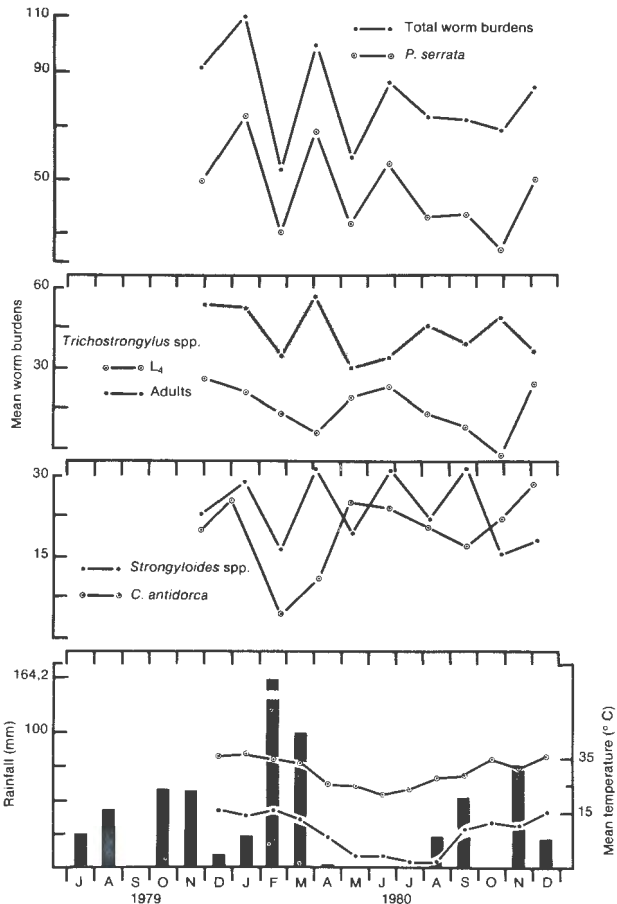 110
90
50
Total worm burdens
P. serrata
Mean worm burdens
60
30
Trichostrongylus spp.
L4
Adults
30
15
Strongyloides spp.
C. antidorca
164,2
100
Rainfall (mm)
35
15
Mean temperature (° C)
J A S O N D J F M A M J J A S O N D
1979 1980